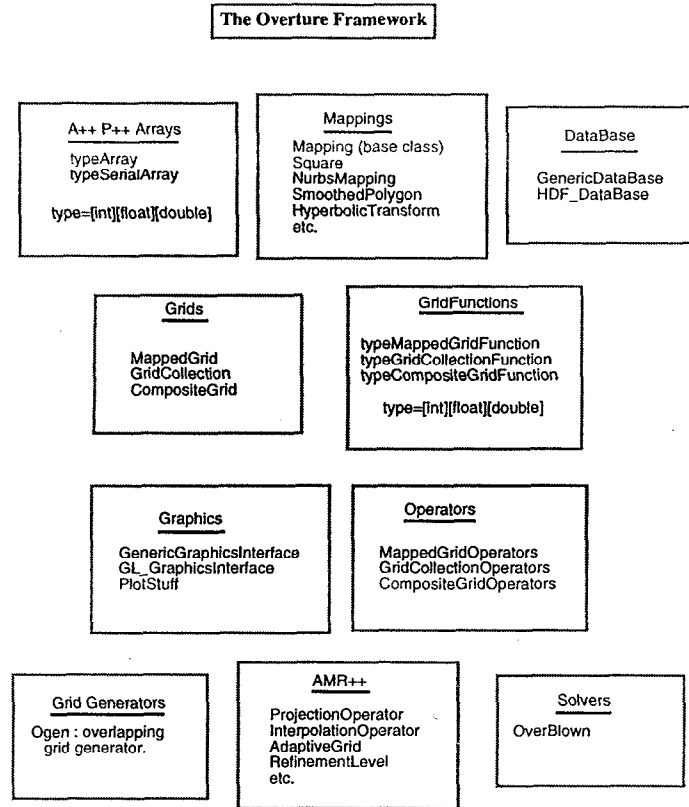 The Overture Framework
A++ P++ Arrays
typeArray
typeSerialArray
type=[int][float][double]
Mappings
Mapping (base class)
Square
NurbsMapping
SmoothedPolygon
HyperbolicTransform
etc.
DataBase
GenericDataBase
HDF_DataBase
Grids
MappedGrid
GridCollection
CompositeGrid
GridFunctions
typeMappedGridFunction
typeGridCollectionFunction
typeCompositeGridFunction
type=[int][float][double]
Graphics
GenericGraphicsInterface
GL_GraphicsInterface
PlotStuff
Operators
MappedGridOperators
GridCollectionOperators
CompositeGridOperators
Grid Generators
Ogen : overlapping
grid generator.
AMR++
ProjectionOperator
InterpolationOperator
AdaptiveGrid
RefinementLevel
etc.
Solvers
OverBlown